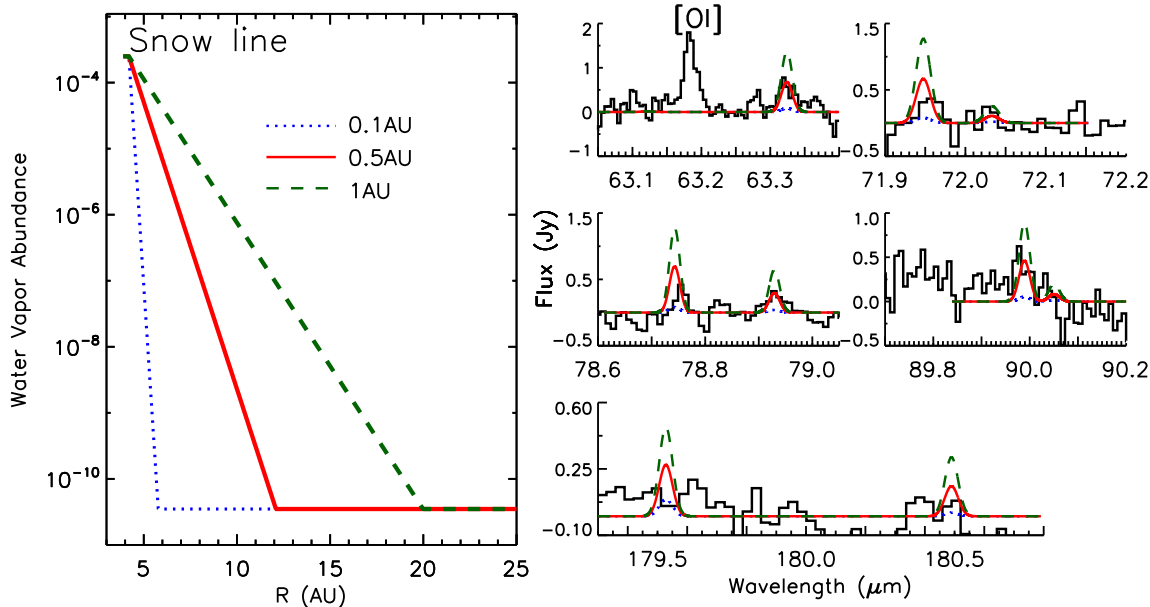 Snow line
0.1AU
0.5AU
1AU
10⁻⁴
10⁻⁶
10⁻⁸
10⁻¹⁰
Water Vapor Abundance
5 10 15 20 25
R (AU)
[OI]
2
1
0
−1
63.1 63.2 63.3
1.5
0.5
−0.5
71.9 72.0 72.1 72.2
1.5
0.5
−0.5
78.6 78.8 79.0
1.0
0.5
0.0
−0.5
89.8 90.0 90.2
Flux (Jy)
0.60
0.25
−0.10
179.5 180.0 180.5
Wavelength (μm)